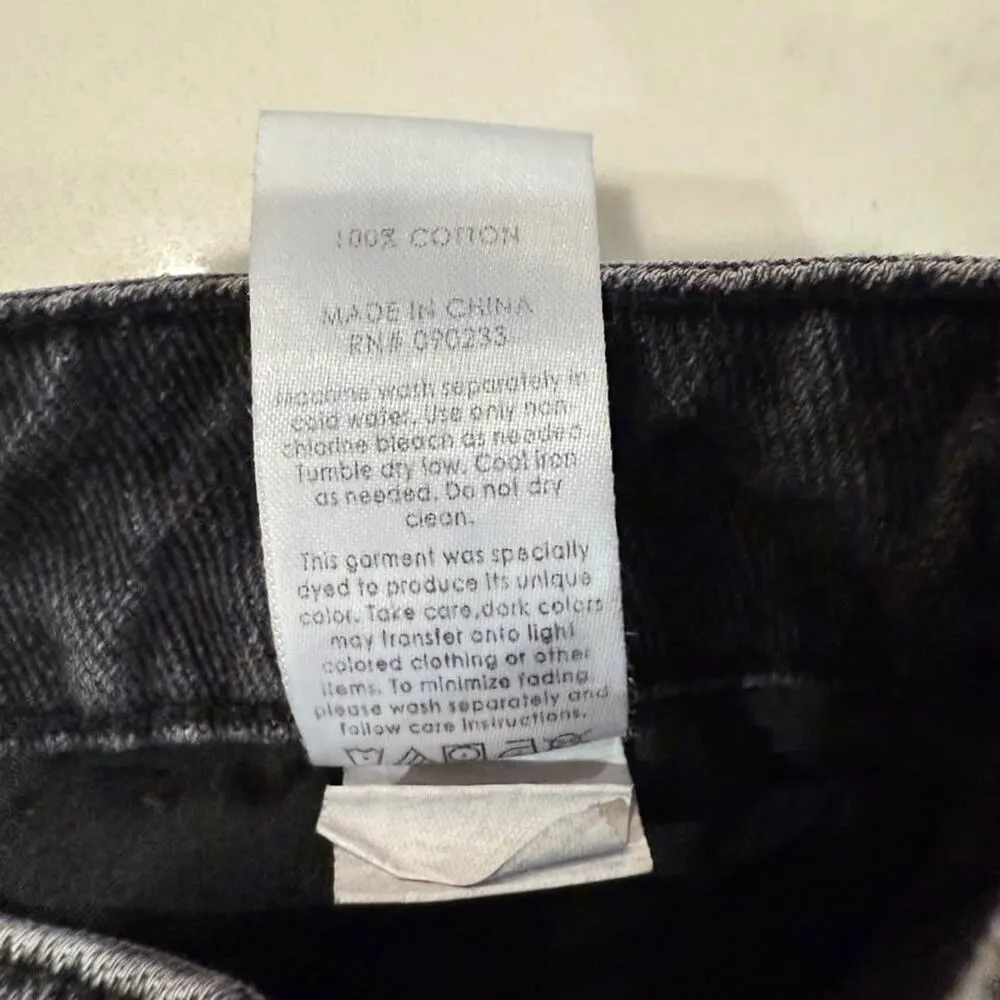 100% COTTON
MADE IN CHINA
RN# 090233
Machine wash separately in
cold water. Use only non-
chlorine bleach as needed.
Tumble dry low. Cool iron
as needed. Do not dry
clean.
This garment was specially
dyed to produce its unique
color. Take care,dark colors
may transfer onto light
colored clothing or other
items. To minimize fading
please wash separately and
follow care instructions.